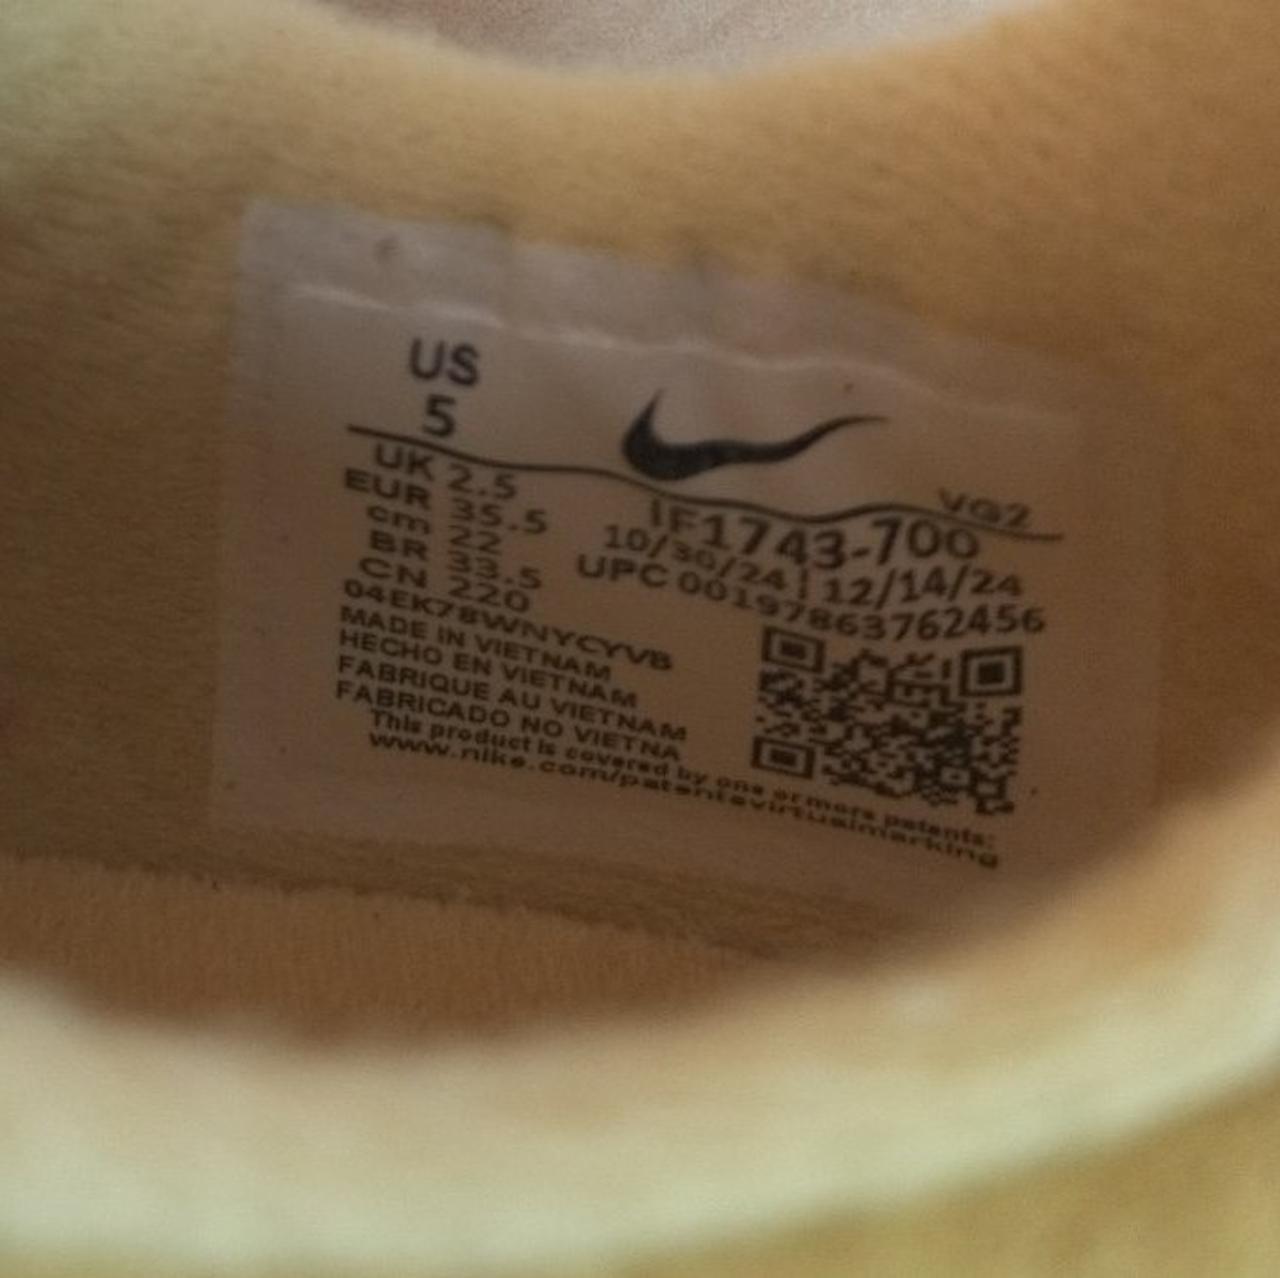 US
5
UK 2.5
EUR 35.5
cm 22
BR 33.5
CN 220
VG2
IF1743-700
10/30/24 | 12/14/24
UPC 00197863762456
04EK78WNYCYVB
MADE IN VIETNAM
HECHO EN VIETNAM
FABRIQUE AU VIETNAM
FABRICADO NO VIETNA
This product is covered by one or more patents:
www.nike.com/patentsvirtualmarking